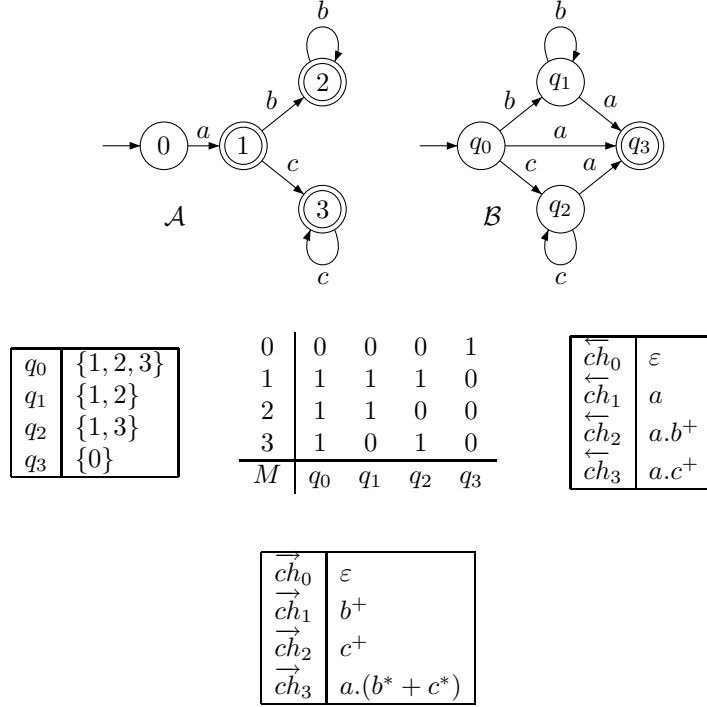 b b
2 q₁
b b a
a a
0 1 q₀ q₃
c c a
𝒜 3 ℬ q₂
c c
q₀ {1, 2, 3}
q₁ {1, 2}
q₂ {1, 3}
q₃ {0}
0 0 0 0 1
1 1 1 1 0
2 1 1 0 0
3 1 0 1 0
M q₀ q₁ q₂ q₃
←ch₀ ε
←ch₁ a
←ch₂ a.b⁺
←ch₃ a.c⁺
→ch₀ ε
→ch₁ b⁺
→ch₂ c⁺
→ch₃ a.(b* + c*)